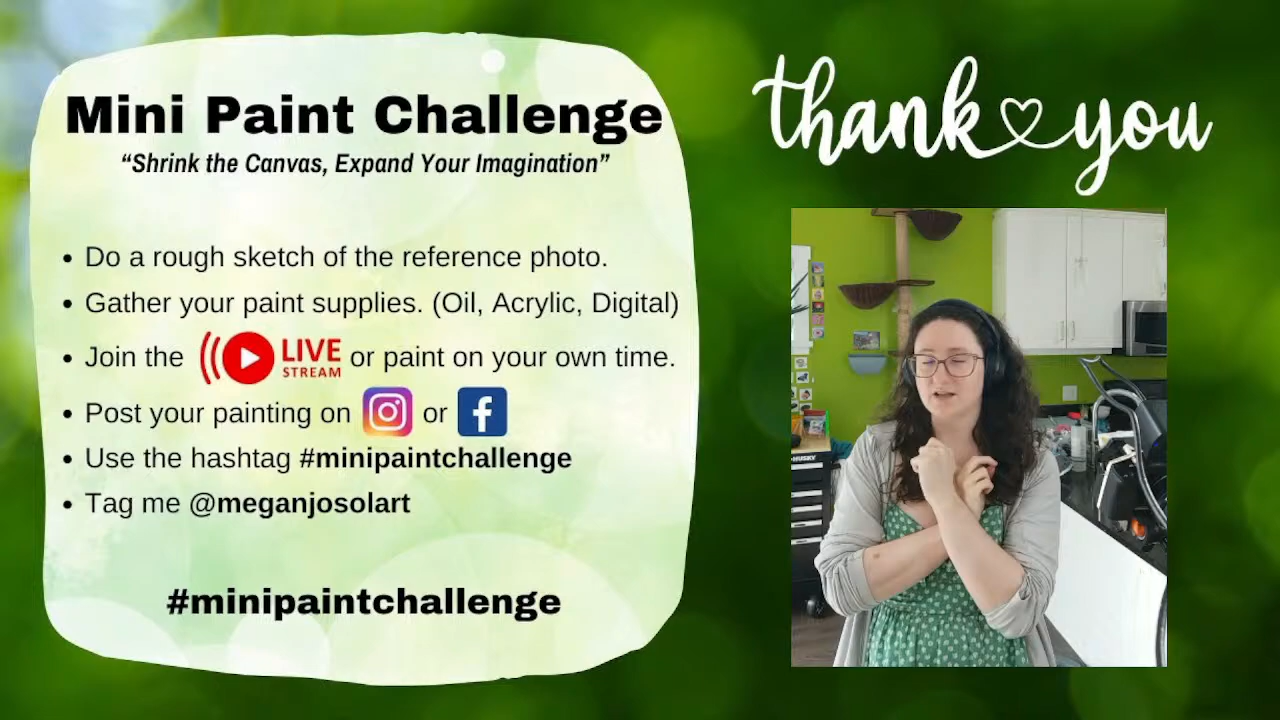 Mini Paint Challenge
“Shrink the Canvas, Expand Your Imagination”
• Do a rough sketch of the reference photo.
• Gather your paint supplies. (Oil, Acrylic, Digital)
• Join the LIVE STREAM or paint on your own time.
• Post your painting on or f
• Use the hashtag #minipaintchallenge
• Tag me @meganjosolart
#minipaintchallenge
thank you
HUSKY